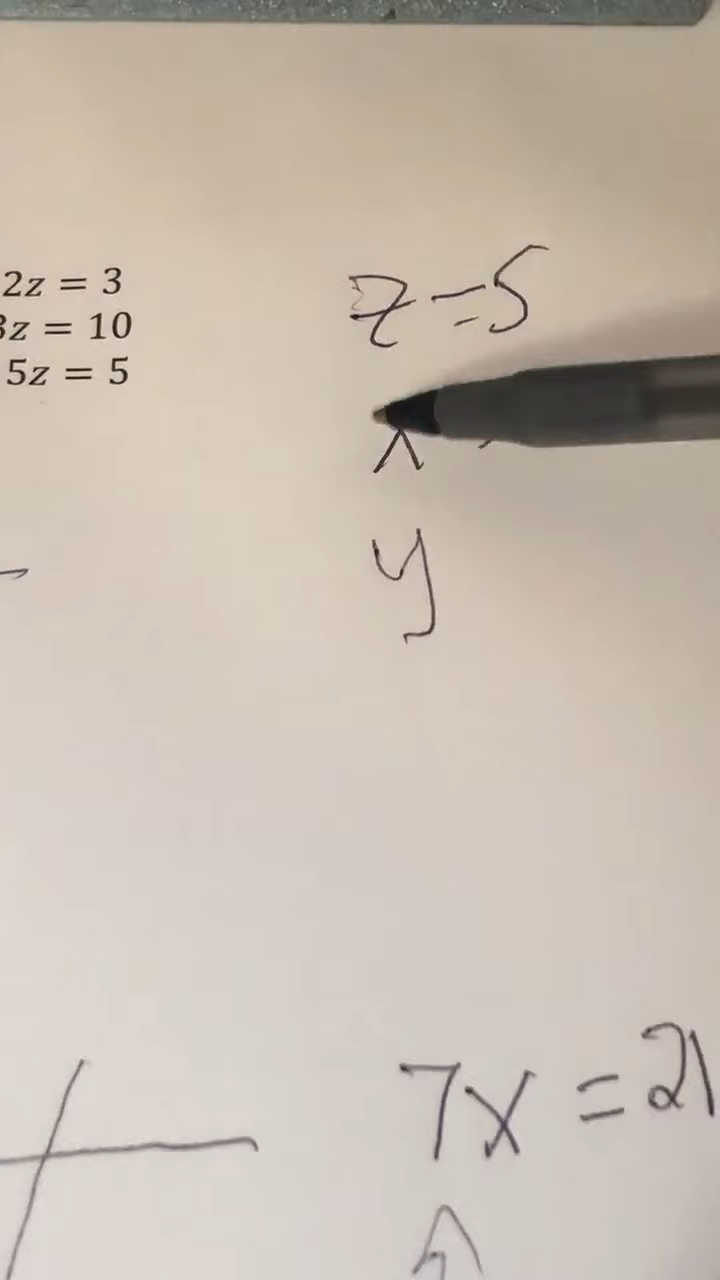 2z = 3
3z = 10
5z = 5
z=5
y
7x=21